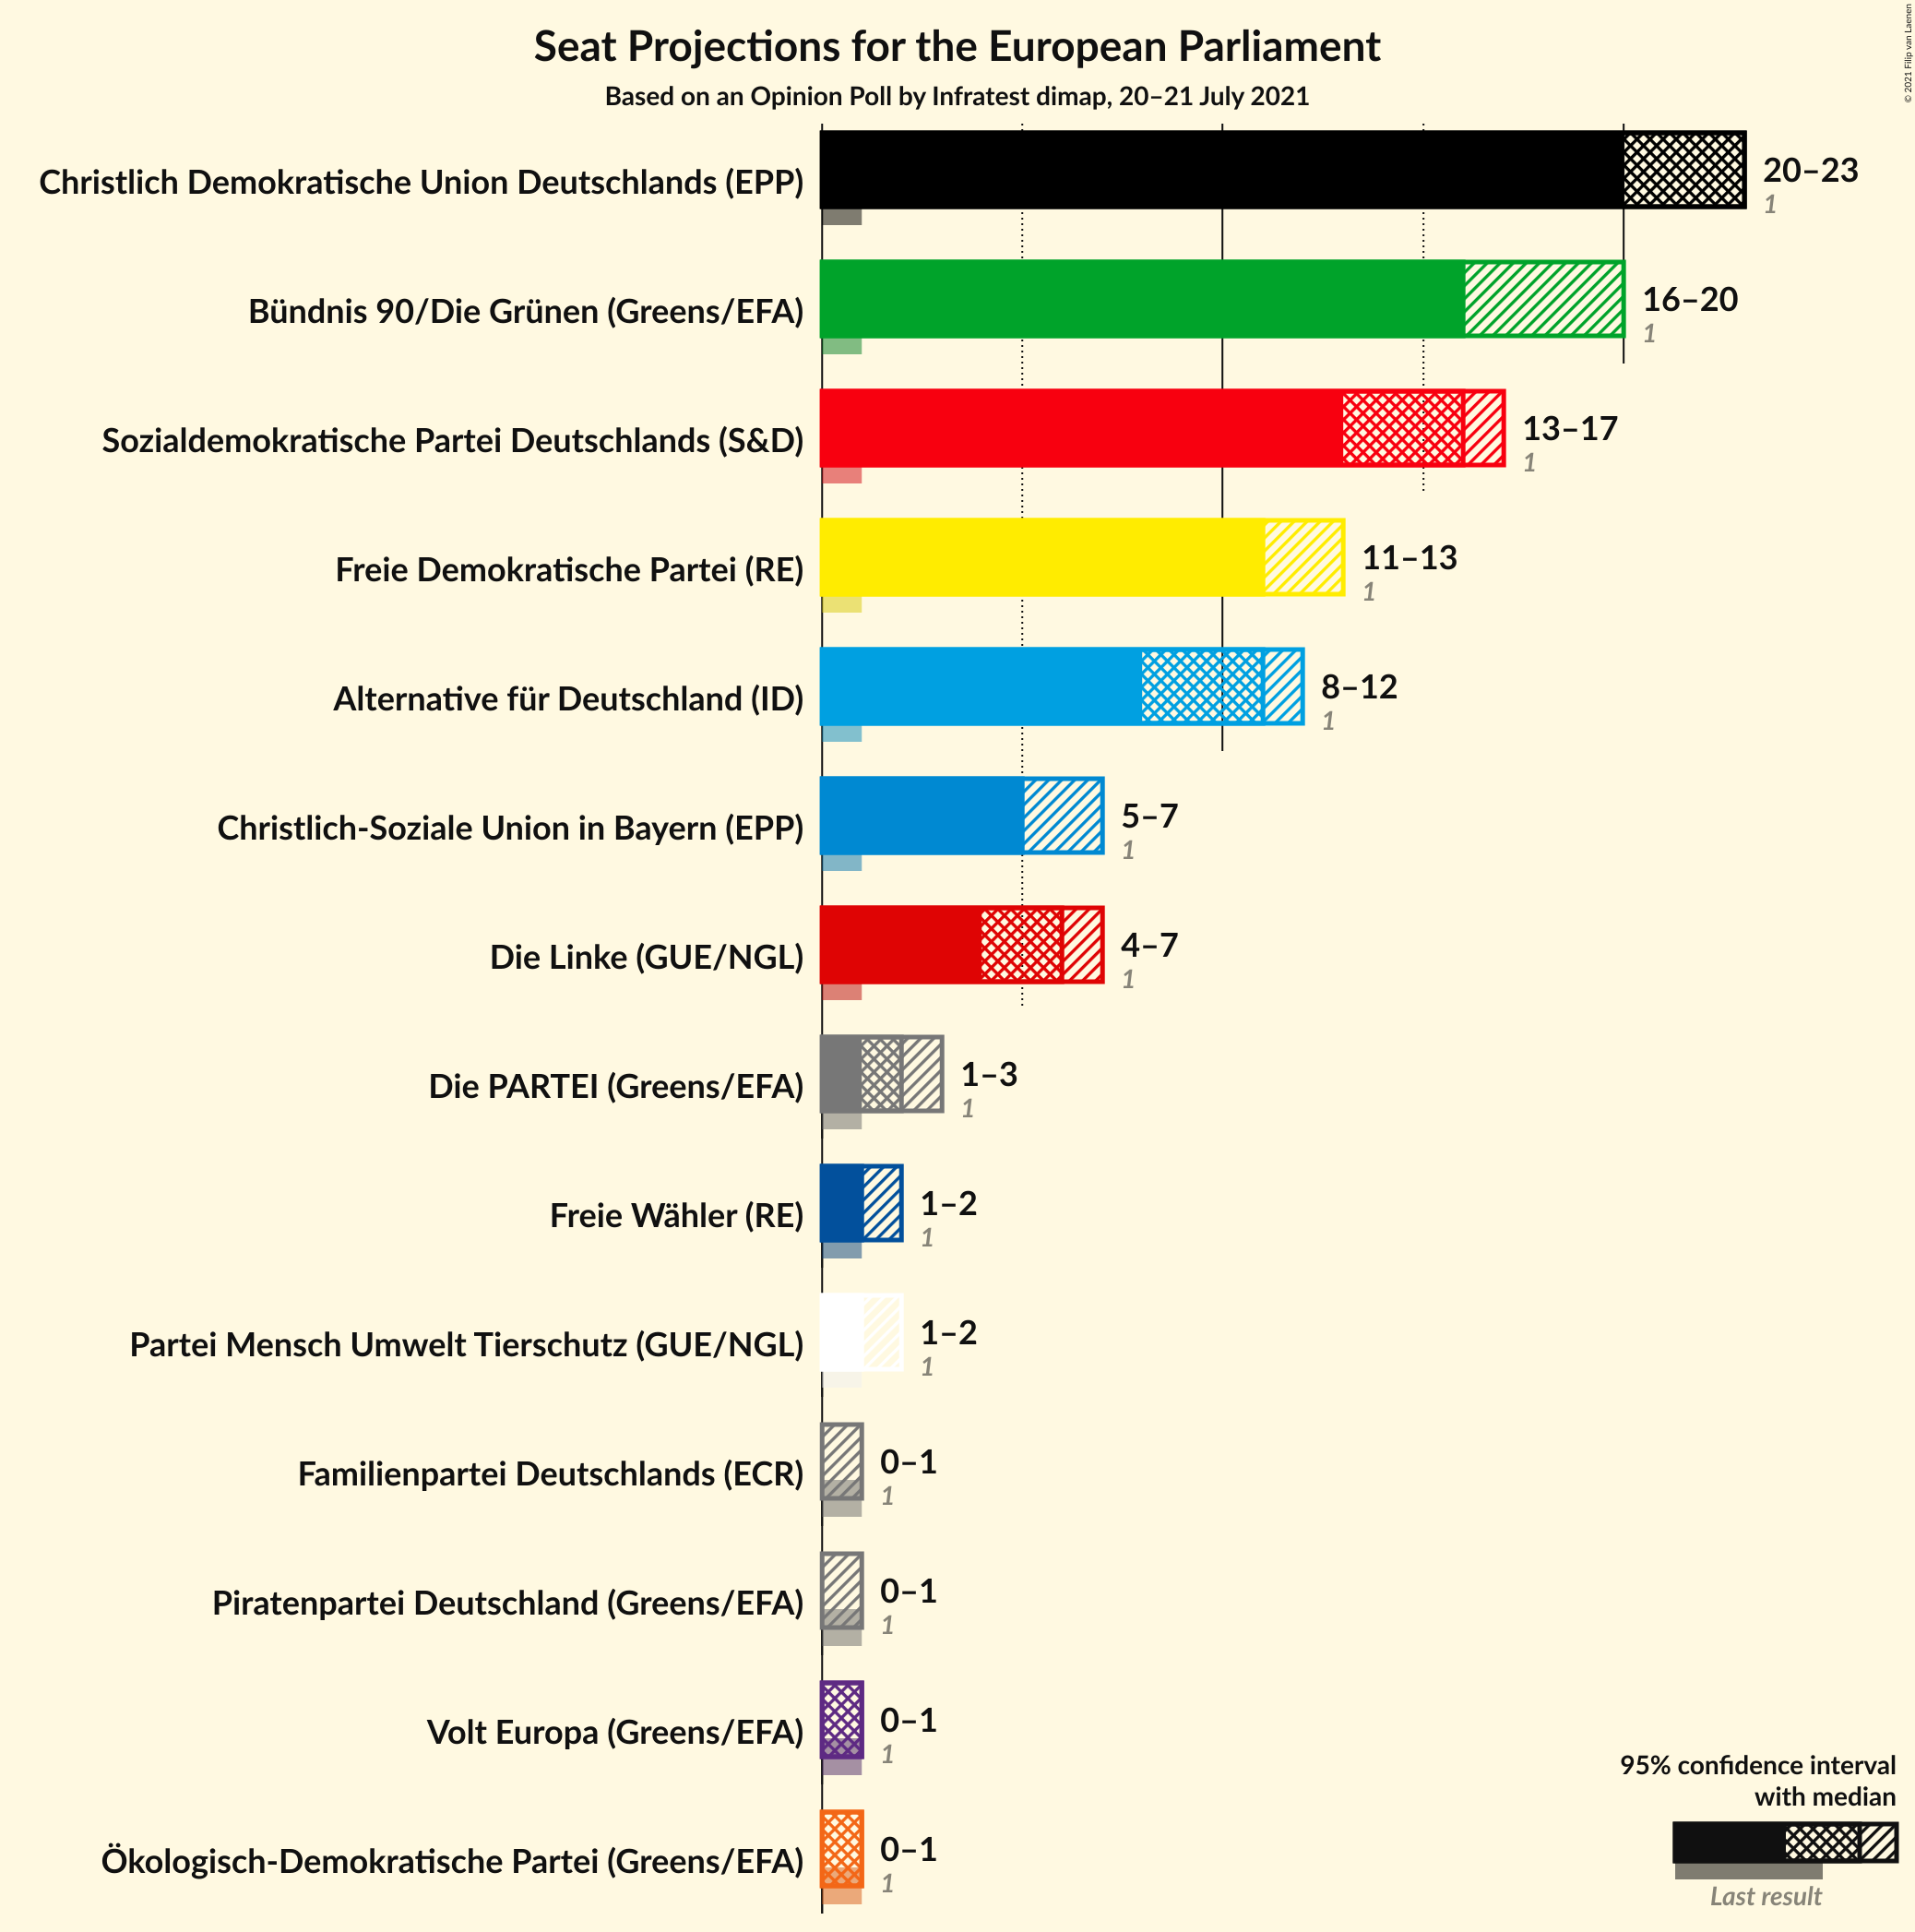 Seat Projections for the European Parliament
Based on an Opinion Poll by Infratest dimap, 20–21 July 2021
© 2021 Filip van Laenen
Christlich Demokratische Union Deutschlands (EPP)
20–23
1
Bündnis 90/Die Grünen (Greens/EFA)
16–20
1
Sozialdemokratische Partei Deutschlands (S&D)
13–17
1
Freie Demokratische Partei (RE)
11–13
1
Alternative für Deutschland (ID)
8–12
1
Christlich-Soziale Union in Bayern (EPP)
5–7
1
Die Linke (GUE/NGL)
4–7
1
Die PARTEI (Greens/EFA)
1–3
1
Freie Wähler (RE)
1–2
1
Partei Mensch Umwelt Tierschutz (GUE/NGL)
1–2
1
Familienpartei Deutschlands (ECR)
0–1
1
Piratenpartei Deutschland (Greens/EFA)
0–1
1
Volt Europa (Greens/EFA)
0–1
1
Ökologisch-Demokratische Partei (Greens/EFA)
0–1
1
95% confidence interval
with median
Last result